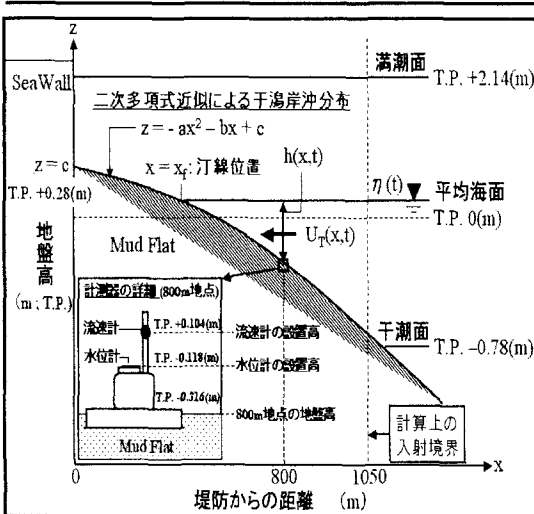 z
満潮面
SeaWall
T.P. +2.14(m)
二次多項式近似による干潟岸沖分布
z = - ax² – bx + c
h(x,t)
z = c
x = xf : 汀線位置
η(t)
平均海面
T.P. +0.28(m)
T.P. 0(m)
地盤高
(m ; T.P.)
Mud Flat
U_T(x,t)
計測器の詳細 (800m地点)
流速計
T.P. +0.104(m)
流速計の設置高
水位計
T.P. -0.118(m)
水位計の設置高
干潮面
T.P. –0.78(m)
T.P. -0.316(m)
800m地点の地盤高
Mud Flat
計算上の
入射境界
x
0
800
1050
堤防からの距離 (m)